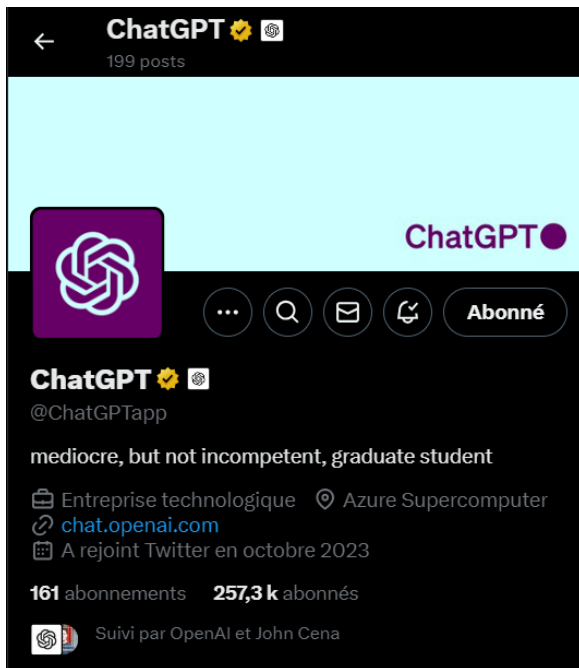 ChatGPT
199 posts
ChatGPT
Abonné
ChatGPT
@ChatGPTapp
mediocre, but not incompetent, graduate student
Entreprise technologique Azure Supercomputer
chat.openai.com
A rejoint Twitter en octobre 2023
161 abonnements 257,3 k abonnés
Suivi par OpenAI et John Cena